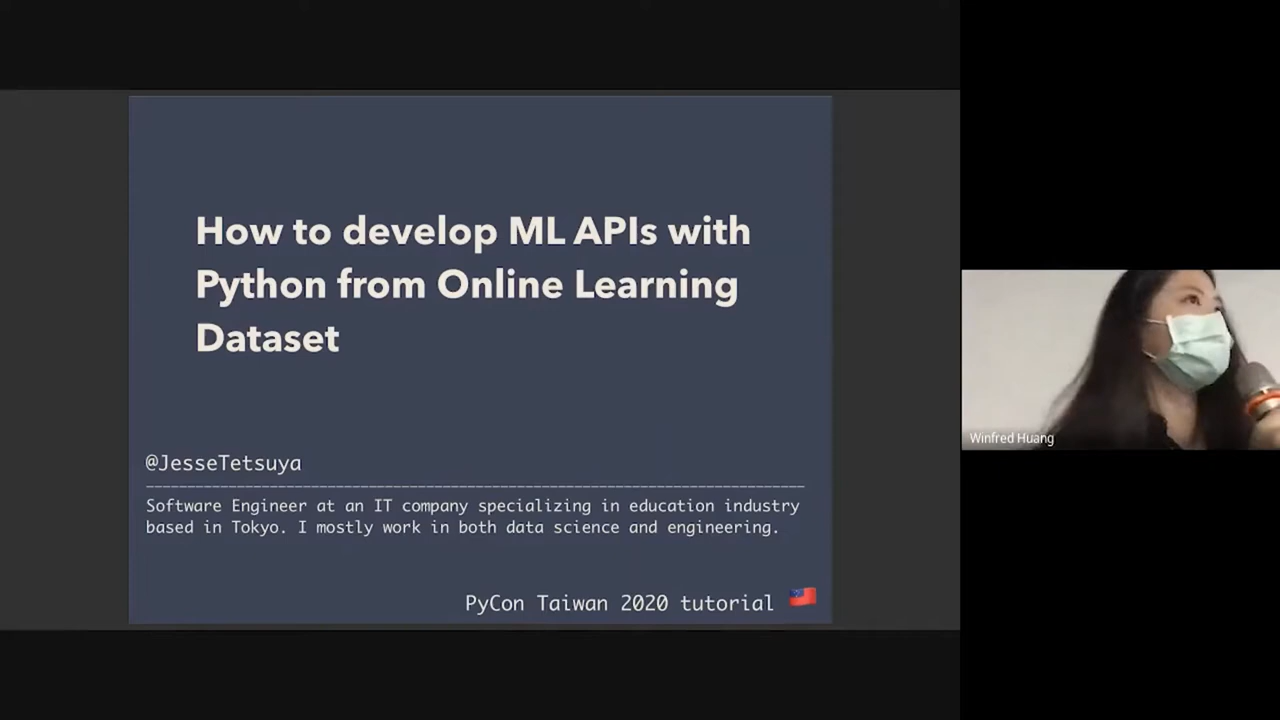 How to develop ML APIs with
Python from Online Learning
Dataset
@JesseTetsuya
Software Engineer at an IT company specializing in education industry
based in Tokyo. I mostly work in both data science and engineering.
PyCon Taiwan 2020 tutorial
Winfred Huang